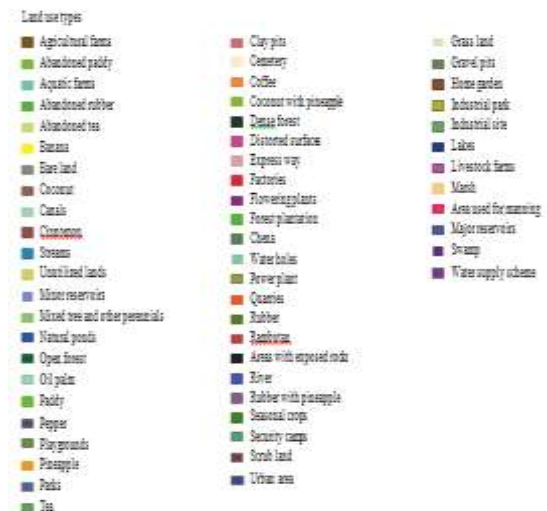 Land use types
Agricultural farms
Abandoned paddy
Aquatic farms
Abandoned rubber
Abandoned tea
Banana
Bare land
Coconut
Canals
Cinnamon
Streams
Unutilized lands
Minor reservoirs
Mixed tree and other perennials
Natural ponds
Open forest
Oil palm
Paddy
Pepper
Playgrounds
Pineapple
Parks
Tea
Clay pits
Cemetery
Coffee
Coconut with pineapple
Dense forest
Distorted surfaces
Express way
Factories
Flowering plants
Forest plantation
Chena
Water holes
Power plant
Quarries
Rubber
Rambutan
Areas with exposed rocks
River
Rubber with pineapple
Seasonal crops
Security camps
Scrub land
Urban area
Grass land
Gravel pits
Home garden
Industrial park
Industrial site
Lakes
Livestock farms
Marsh
Area used for manning
Major reservoirs
Swamp
Water supply scheme